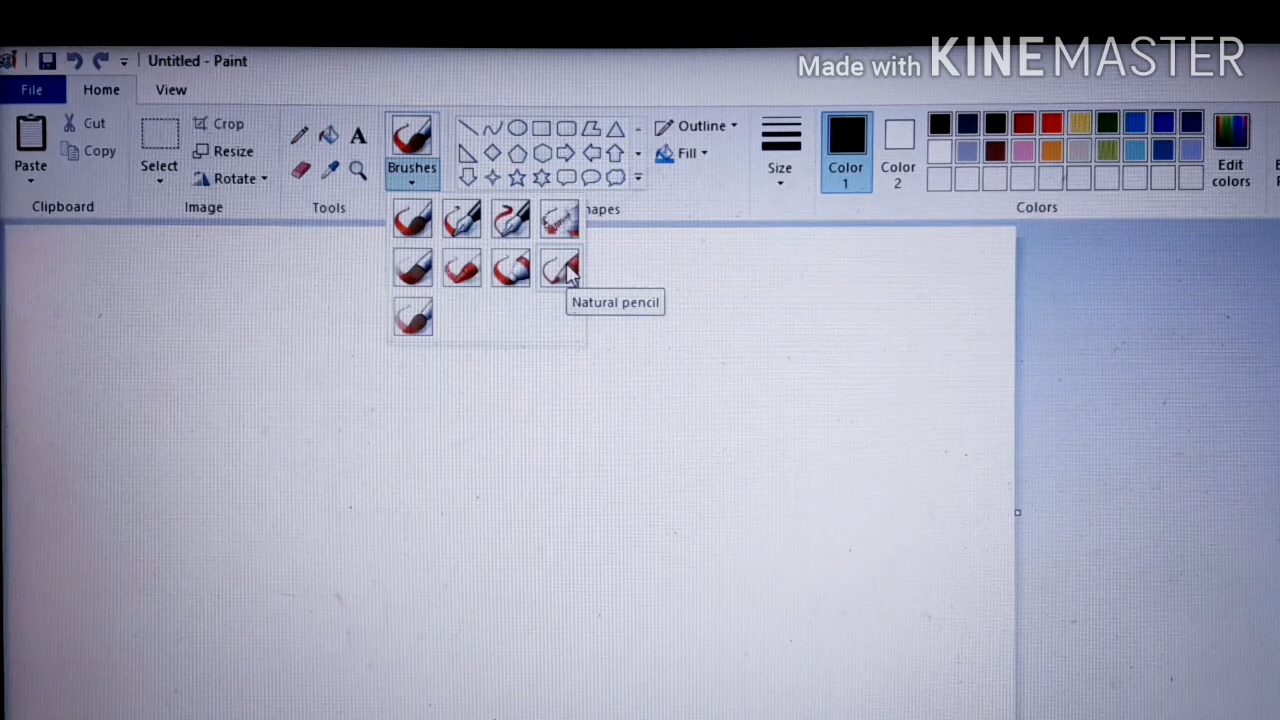 Made with KINEMASTER
Untitled - Paint
File
Home
View
Paste
Cut
Copy
Clipboard
Select
Crop
Resize
Rotate
Image
A
Tools
Brushes
Outline
Fill
hapes
Size
Color 1
Color 2
Edit colors
Colors
Natural pencil